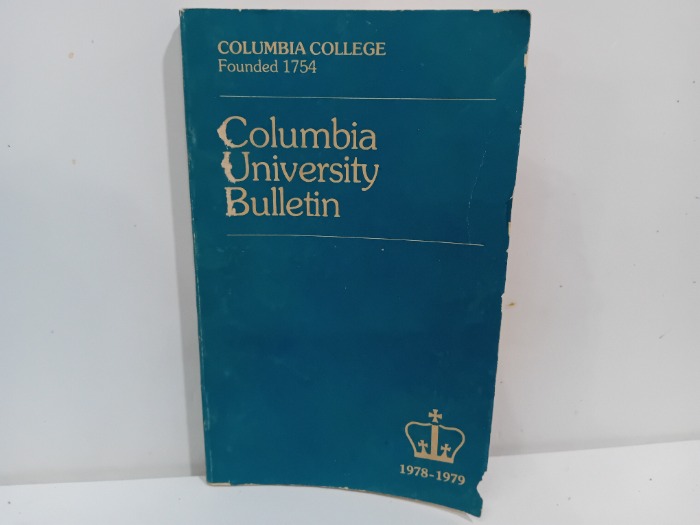 COLUMBIA COLLEGE
Founded 1754
Columbia
University
Bulletin
1978-1979